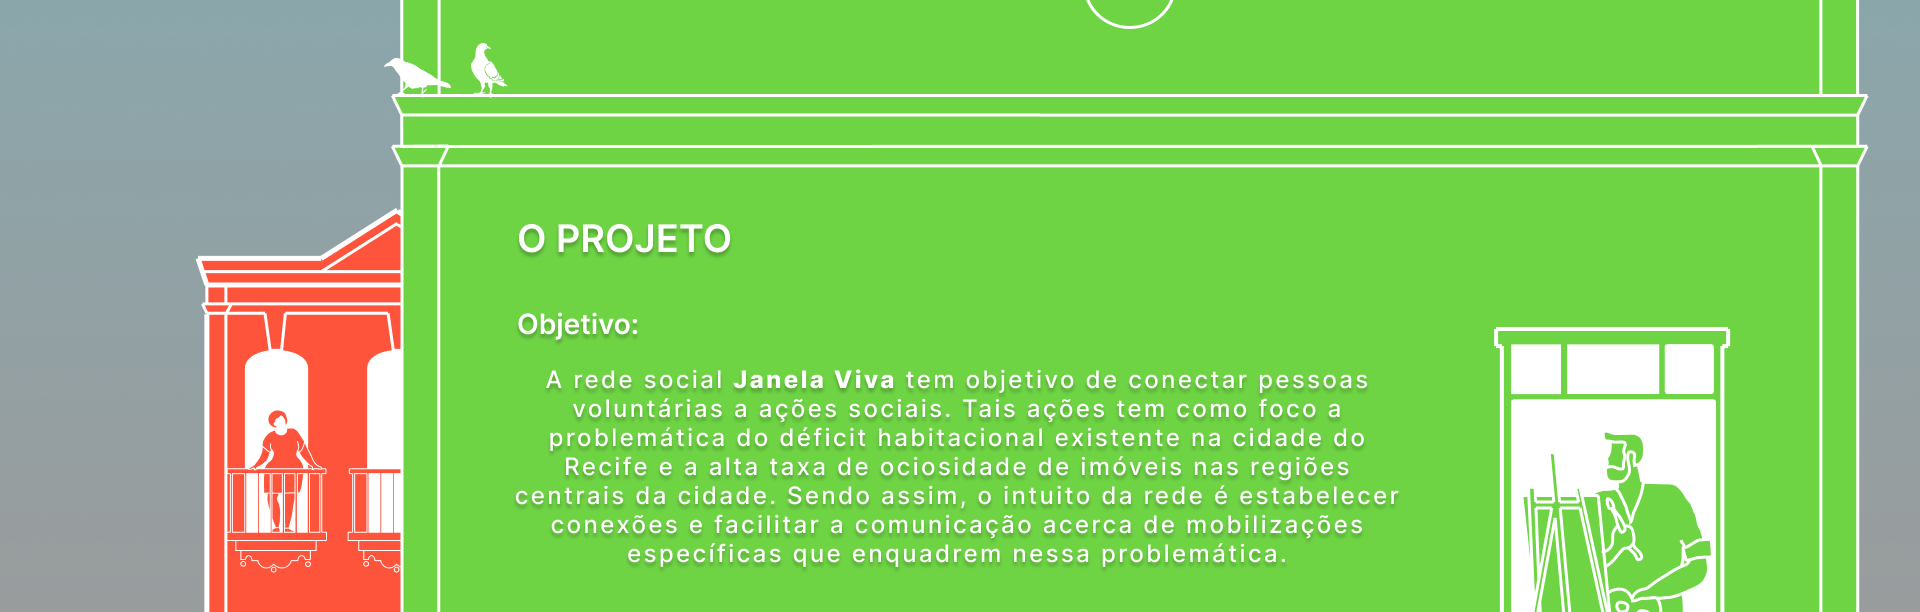 O PROJETO
Objetivo:
A rede social Janela Viva tem objetivo de conectar pessoas
voluntárias a ações sociais. Tais ações tem como foco a
problemática do déficit habitacional existente na cidade do
Recife e a alta taxa de ociosidade de imóveis nas regiões
centrais da cidade. Sendo assim, o intuito da rede é estabelecer
conexões e facilitar a comunicação acerca de mobilizações
específicas que enquadrem nessa problemática.